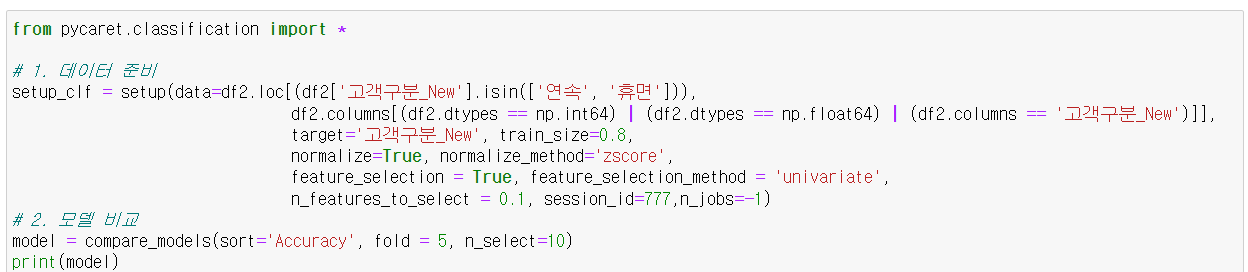 from pycaret.classification import *
# 1. 데이터 준비
setup_clf = setup(data=df2.loc[(df2['고객구분_New'].isin(['연속', '휴면'])),
df2.columns[(df2.dtypes == np.int64) | (df2.dtypes == np.float64) | (df2.columns == '고객구분_New')]],
target='고객구분_New', train_size=0.8,
normalize=True, normalize_method='zscore',
feature_selection = True, feature_selection_method = 'univariate',
n_features_to_select = 0.1, session_id=777,n_jobs=-1)
# 2. 모델 비교
model = compare_models(sort='Accuracy', fold = 5, n_select=10)
print(model)